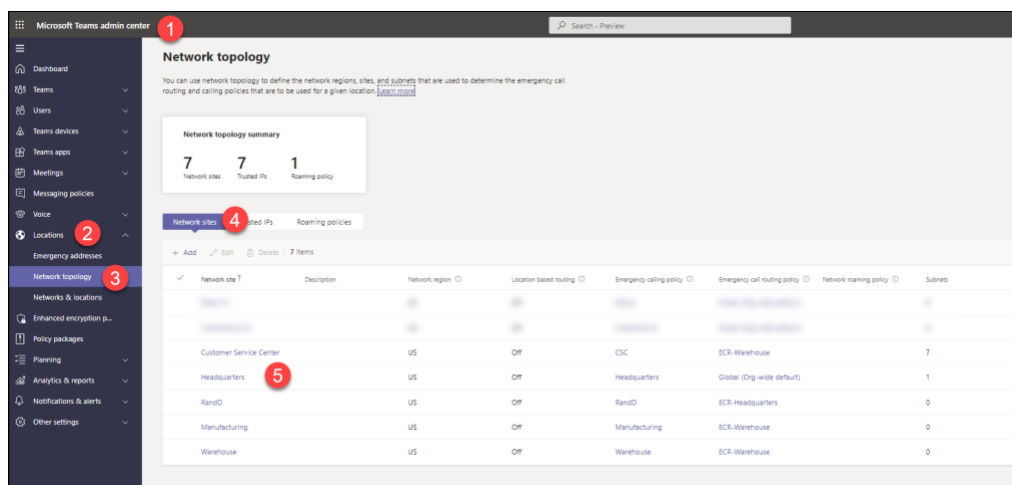 Microsoft Teams admin center
1
Search - Preview
Dashboard
Teams
Users
Teams devices
Teams apps
Meetings
Messaging policies
Voice
Locations
2
Emergency addresses
Network topology
3
Networks & locations
Enhanced encryption p...
Policy packages
Planning
Analytics & reports
Notifications & alerts
Other settings
Network topology
You can use network topology to define the network regions, sites, and subnets that are used to determine the emergency call
routing and calling policies that are to be used for a given location. Learn more
Network topology summary
7 7 1
Network sites Trusted IPs Roaming policy
Network sites 4 sted IPs Roaming policies
+ Add Edit Delete 7 items
Network site ↑ Description Network region Location based routing Emergency calling policy Emergency call routing policy Network roaming policy Subnets
Customer Service Center US Off CSC ECR-Warehouse 7
Headquarters 5 US Off Headquarters Global (Org-wide default) 1
RandD US Off RandD ECR-Headquarters 0
Manufacturing US Off Manufacturing ECR-Warehouse 0
Warehouse US Off Warehouse ECR-Warehouse 0